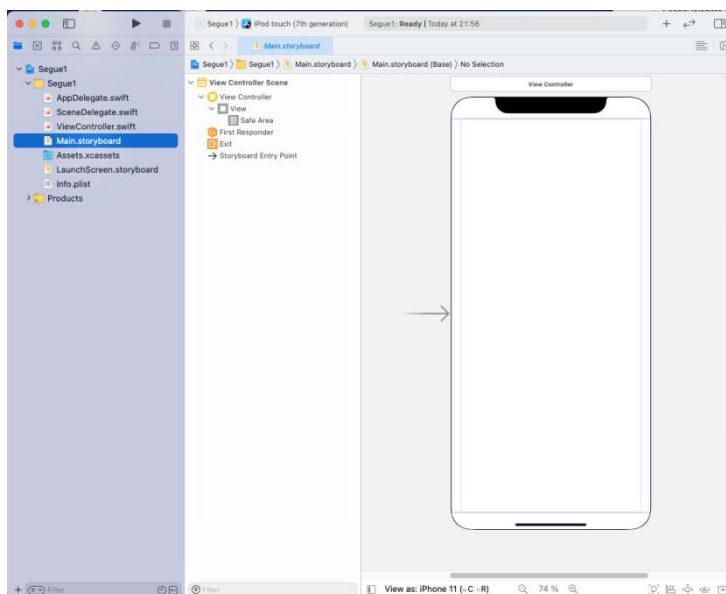 Segue1 〉 iPod touch (7th generation)
Segue1: Ready | Today at 21:56
Main.storyboard
Segue1 〉 Segue1 〉 Main.storyboard 〉 Main.storyboard (Base) 〉 No Selection
Segue1
Segue1
AppDelegate.swift
SceneDelegate.swift
ViewController.swift
Main.storyboard
Assets.xcassets
LaunchScreen.storyboard
Info.plist
Products
View Controller Scene
View Controller
View
Safe Area
First Responder
Exit
Storyboard Entry Point
View Controller
Filter
Filter
View as: iPhone 11 (wC hR)
74 %